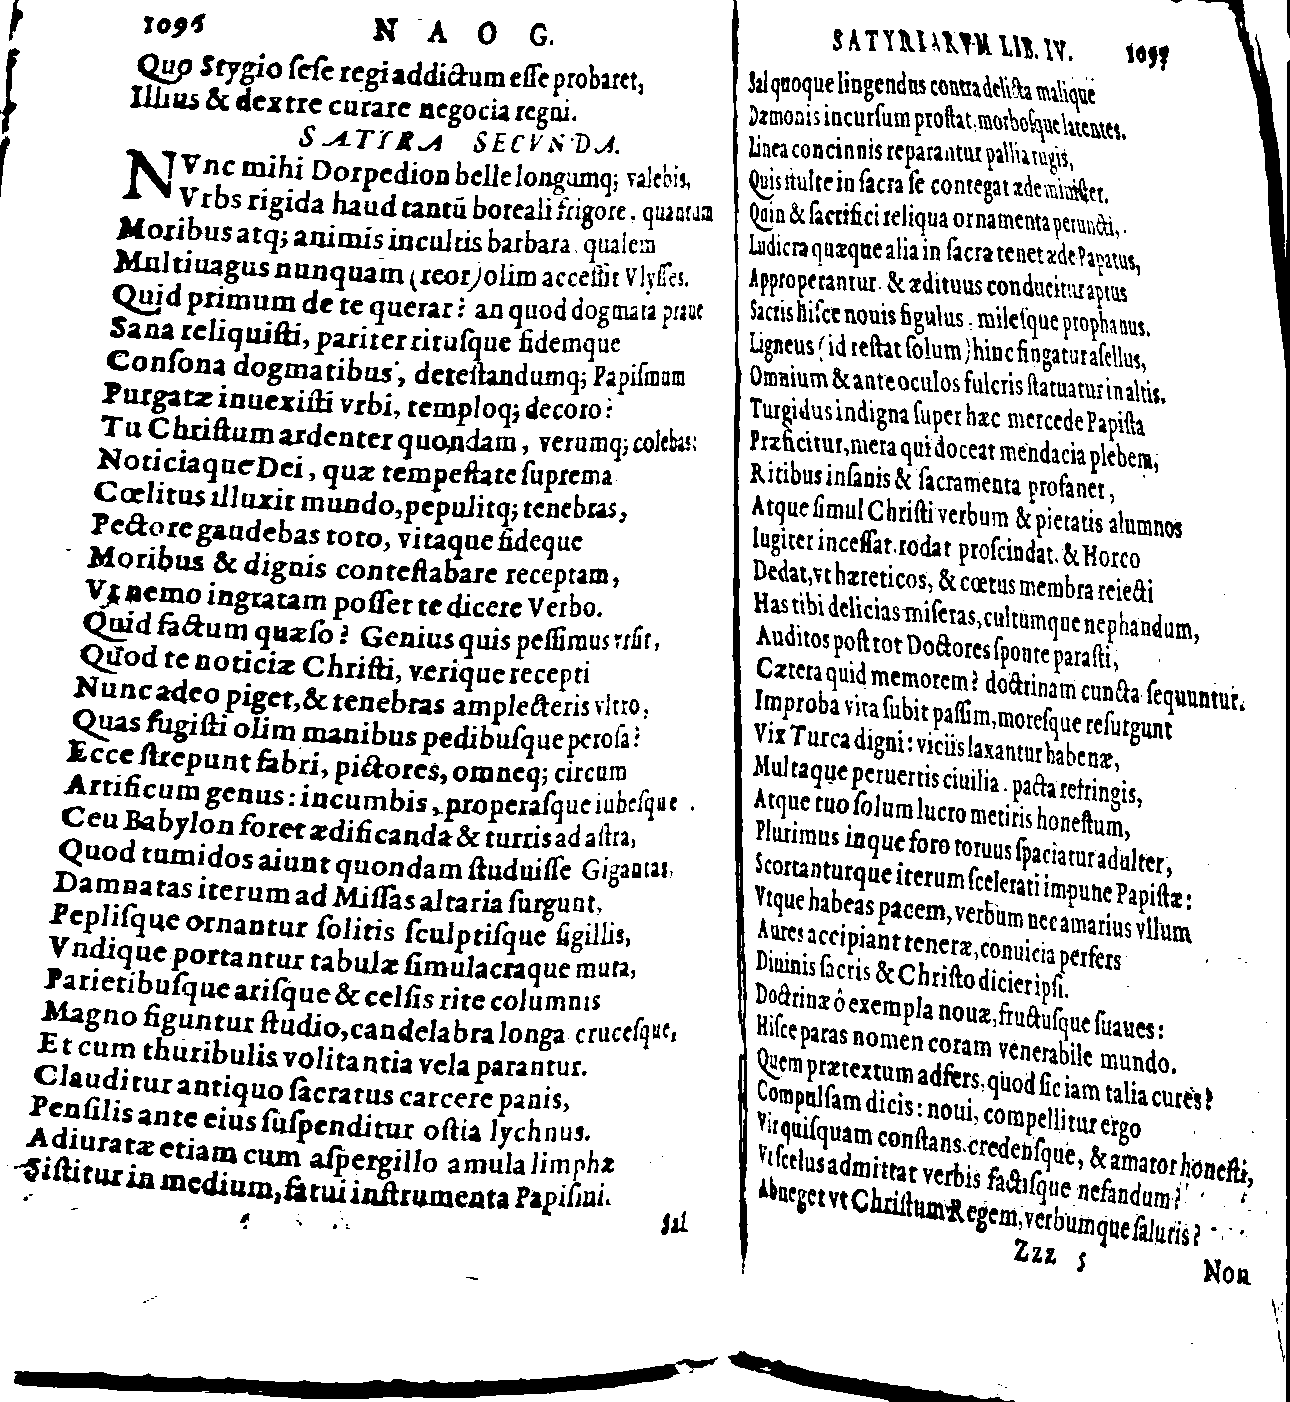 1096 N A O G.
Quo Stygio ſeſe regi addictum eſſe probaret,
Illius & dextre curare negocia regni.
SATIRA SECVNDA.
NVnc mihi Dorpedion belle longumq; valebis,
Vrbs rigida haud tantũ boreali frigore, quantum
Moribus atq; animis incultis barbara, qualem
Multiuagus nunquam (reor) olim acceſſit Vlyſſes.
Quid primum de te querar? an quod dogmata praue
Sana reliquiſti, pariter rituſque fidemque
Conſona dogmatibus, deteſtandumq; Papiſmum
Purgatæ inuexiſti vrbi, temploq; decoro?
Tu Chriſtum ardenter quondam, verumq; colebas:
Noticiaque Dei, quæ tempeſtate ſuprema
Cœlitus illuxit mundo, pepulitq; tenebras,
Pectore gaudebas toto, vitaque fideque
Moribus & dignis conteſtabare receptam,
Vt nemo ingratam poſſet te dicere Verbo.
Quid factum quæſo? Genius quis peſſimus vrſit,
Quod te noticiæ Chriſti, verique recepti
Nunc adeo piget, & tenebras amplecteris vltro,
Quas fugiſti olim manibus pedibuſque peroſa?
Ecce ſtrepunt fabri, pictores, omneq; circum
Artificum genus: incumbis, properaſque iubeſque
Ceu Babylon foret ædificanda & turris ad aſtra,
Quod tumidos aiunt quondam ſtuduiſſe Gigantas,
Damnatas iterum ad Miſſas altaria ſurgunt,
Pepliſque ornantur ſolitis ſculptiſque ſigillis,
Vndique portantur tabulæ ſimulacraque muta,
Parietibuſque ariſque & celſis rite columnis
Magno figuntur ſtudio, candelabra longa cruceſque,
Et cum thuribulis volitantia vela parantur.
Clauditur antiquo ſacratus carcere panis,
Penſilis ante eius ſuſpenditur oſtia lychnus.
Adiuratæ etiam cum aſpergillo amula limphæ
Siſtitur in medium, fatui inſtrumenta Papiſmi.
Sal
SATYRIARVM LIB. IV. 1097
Sal quoque lingendus contra delicta malique
Dæmonis incurſum proſtat, morboſque latentes.
Linea concinnis reparantur pallia rugis,
Quis ſtulte in ſacra ſe contegat æde miniſter.
Quin & ſacrifici reliqua ornamenta peruncti,
Ludicra quæque alia in ſacra tenet æde Papatus,
Approperantur. & ædituus conducitur aptus
Sacris hiſce nouis figulus, mileſque prophanus.
Ligneus (id reſtat ſolum) hinc fingatur aſellus,
Omnium & ante oculos fulcris ſtatuatur in altis.
Turgidus indigna ſuper hæc mercede Papiſta
Præficitur, mera qui doceat mendacia plebem,
Ritibus inſanis & ſacramenta profanet,
Atque ſimul Chriſti verbum & pietatis alumnos
Iugiter inceſſat, rodat proſcindat, & Horco
Dedat, vt hæreticos, & cœtus membra reiecti
Has tibi delicias miſeras, cultumque nephandum,
Auditos poſt tot Doctores ſponte paraſti,
Cætera quid memorem? doctrinam cuncta ſequuntur.
Improba vita ſubit paſſim, moreſque reſurgunt
Vix Turca digni: viciis laxantur habenæ,
Multaque peruertis ciuilia, pacta refringis,
Atque tuo ſolum lucro metiris honeſtum,
Plurimus inque foro toruus ſpaciatur adulter,
Scortanturque iterum ſcelerati impune Papiſtæ:
Vtque habeas pacem, verbum nec amarius vllum
Aures accipiant teneræ, conuicia perfers
Diuinis ſacris & Chriſto dicier ipſi.
Doctrinæ ô exempla nouæ, fructuſque ſuaues:
Hiſce paras nomen coram venerabile mundo.
Quem prætextum adfers, quod ſic iam talia cures?
Compulſam dicis: noui, compellitur ergo
Vir quiſquam conſtans, credenſque, & amator honeſti,
Vt ſcelus admittat verbis factiſque nefandum?
Abneget vt Chriſtum Regem, verbumque ſalutis?
Zzz 5 Non